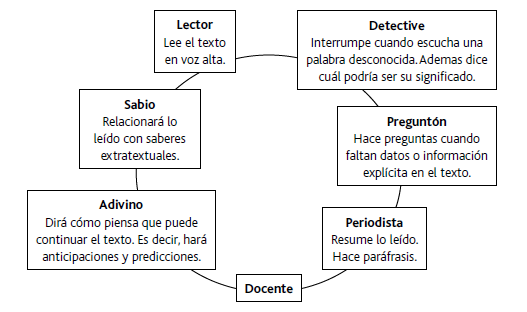 Lector
Lee el texto
en voz alta.
Detective
Interrumpe cuando escucha una
palabra desconocida. Ademas dice
cuál podría ser su significado.
Sabio
Relacionará lo
leído con saberes
extratextuales.
Preguntón
Hace preguntas cuando
faltan datos o información
explícita en el texto.
Adivino
Dirá cómo piensa que puede
continuar el texto. Es decir, hará
anticipaciones y predicciones.
Periodista
Resume lo leído.
Hace paráfrasis.
Docente